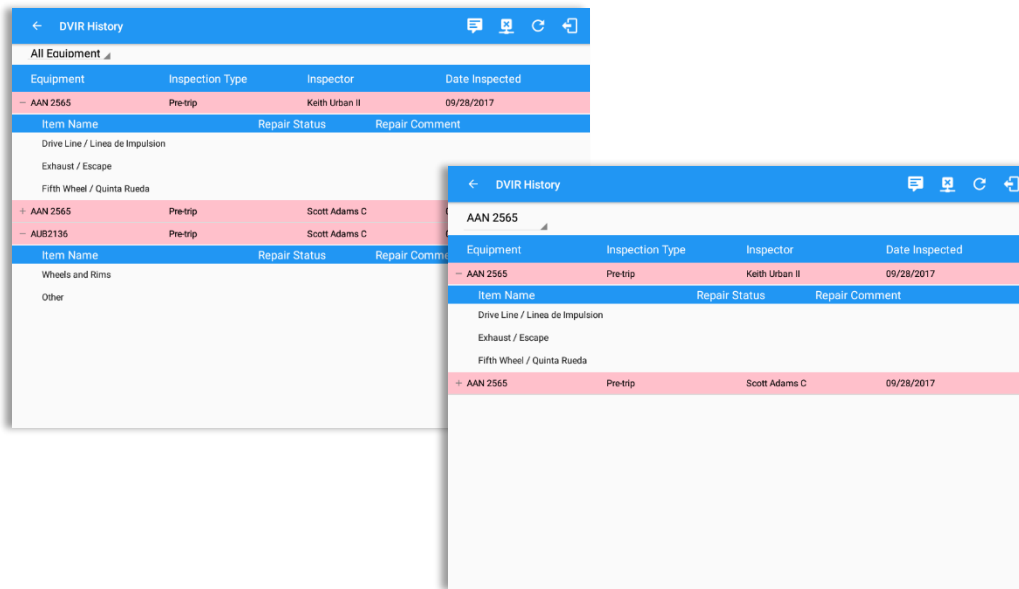 DVIR History
All Equipment
Equipment Inspection Type Inspector Date Inspected
− AAN 2565 Pre-trip Keith Urban II 09/28/2017
Item Name Repair Status Repair Comment
Drive Line / Linea de Impulsion
Exhaust / Escape
Fifth Wheel / Quinta Rueda
+ AAN 2565 Pre-trip Scott Adams C
− AUB2136 Pre-trip Scott Adams C
Item Name Repair Status Repair Comme
Wheels and Rims
Other
DVIR History
AAN 2565
Equipment Inspection Type Inspector Date Inspected
− AAN 2565 Pre-trip Keith Urban II 09/28/2017
Item Name Repair Status Repair Comment
Drive Line / Linea de Impulsion
Exhaust / Escape
Fifth Wheel / Quinta Rueda
+ AAN 2565 Pre-trip Scott Adams C 09/28/2017